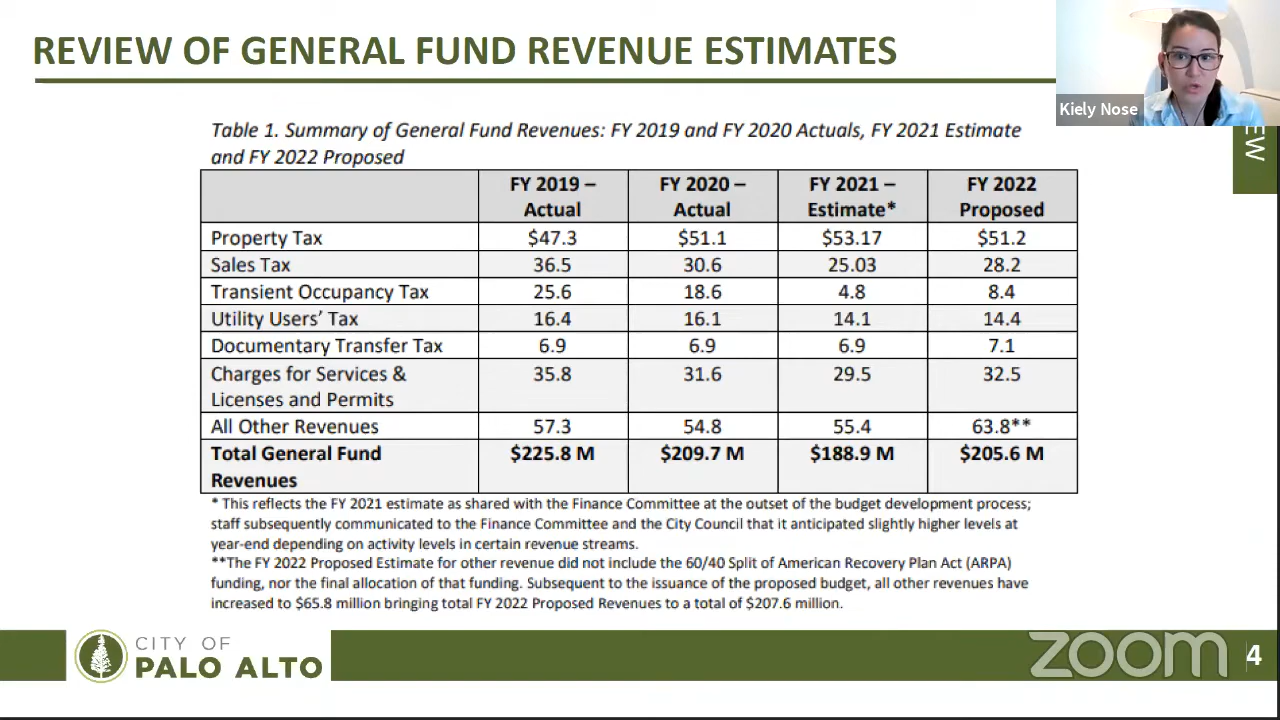 REVIEW OF GENERAL FUND REVENUE ESTIMATES
Kiely Nose
EW
Table 1. Summary of General Fund Revenues: FY 2019 and FY 2020 Actuals, FY 2021 Estimate
and FY 2022 Proposed
FY 2019 – FY 2020 – FY 2021 – FY 2022
Actual Actual Estimate* Proposed
Property Tax $47.3 $51.1 $53.17 $51.2
Sales Tax 36.5 30.6 25.03 28.2
Transient Occupancy Tax 25.6 18.6 4.8 8.4
Utility Users’ Tax 16.4 16.1 14.1 14.4
Documentary Transfer Tax 6.9 6.9 6.9 7.1
Charges for Services & 35.8 31.6 29.5 32.5
Licenses and Permits
All Other Revenues 57.3 54.8 55.4 63.8**
Total General Fund $225.8 M $209.7 M $188.9 M $205.6 M
Revenues
* This reflects the FY 2021 estimate as shared with the Finance Committee at the outset of the budget development process;
staff subsequently communicated to the Finance Committee and the City Council that it anticipated slightly higher levels at
year-end depending on activity levels in certain revenue streams.
**The FY 2022 Proposed Estimate for other revenue did not include the 60/40 Split of American Recovery Plan Act (ARPA)
funding, nor the final allocation of that funding. Subsequent to the issuance of the proposed budget, all other revenues have
increased to $65.8 million bringing total FY 2022 Proposed Revenues to a total of $207.6 million.
CITY OF
PALO ALTO
zoom
4